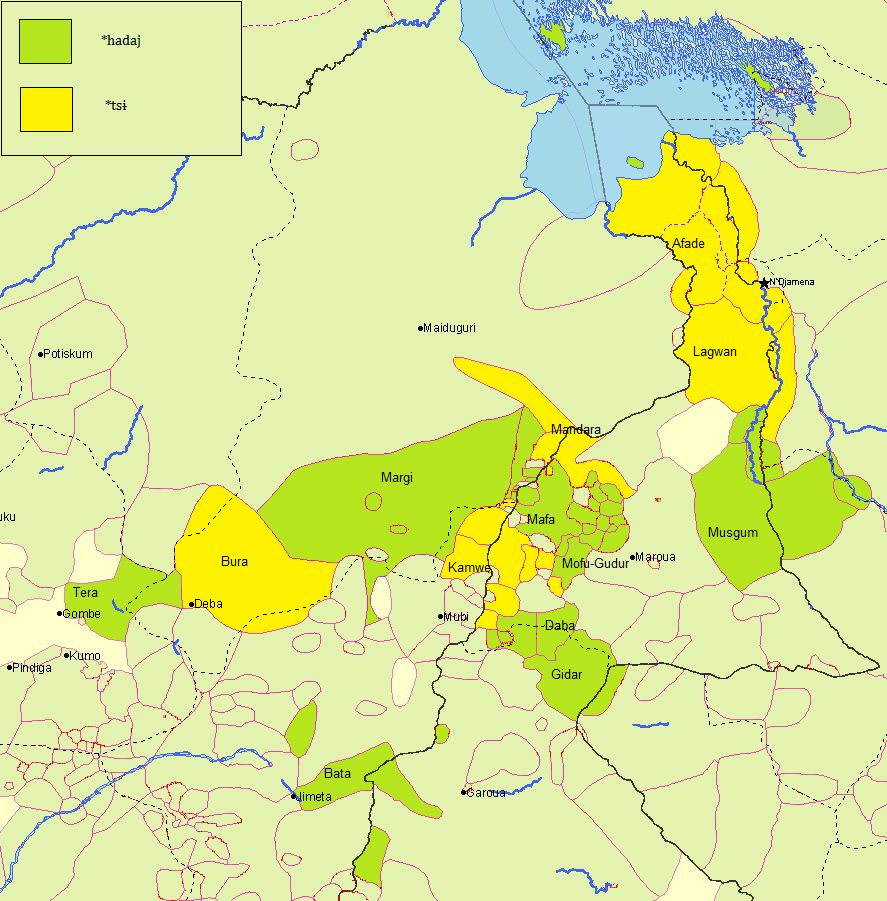 *hadaj
*tsɨ
Afade
N'Djamena
Maiduguri
Potiskum
Lagwan
Mandara
Margi
uku
Mafa
Musgum
Bura
Kamwe
Mofu-Gudur
Maroua
Tera
Deba
Gombe
Mubi
Daba
Kumo
Pindiga
Gidar
Bata
Jimeta
Garoua